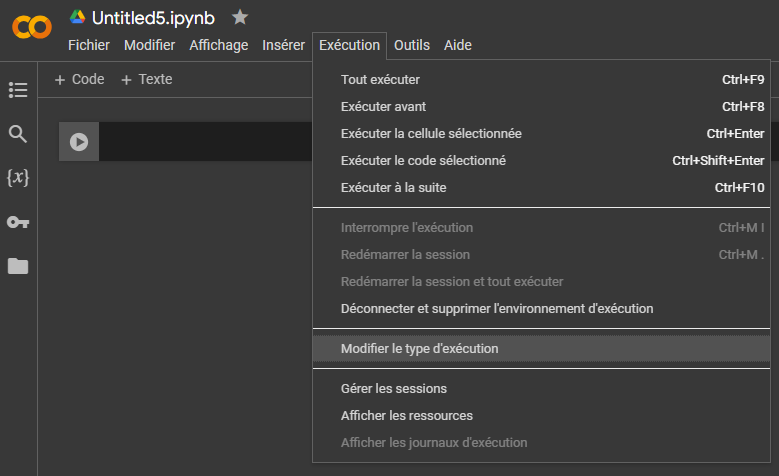 Untitled5.ipynb
Fichier Modifier Affichage Insérer Exécution Outils Aide
+ Code + Texte
Tout exécuter Ctrl+F9
Exécuter avant Ctrl+F8
Exécuter la cellule sélectionnée Ctrl+Enter
Exécuter le code sélectionné Ctrl+Shift+Enter
Exécuter à la suite Ctrl+F10
{x}
Interrompre l'exécution Ctrl+M I
Redémarrer la session Ctrl+M .
Redémarrer la session et tout exécuter
Déconnecter et supprimer l'environnement d'exécution
Modifier le type d'exécution
Gérer les sessions
Afficher les ressources
Afficher les journaux d'exécution